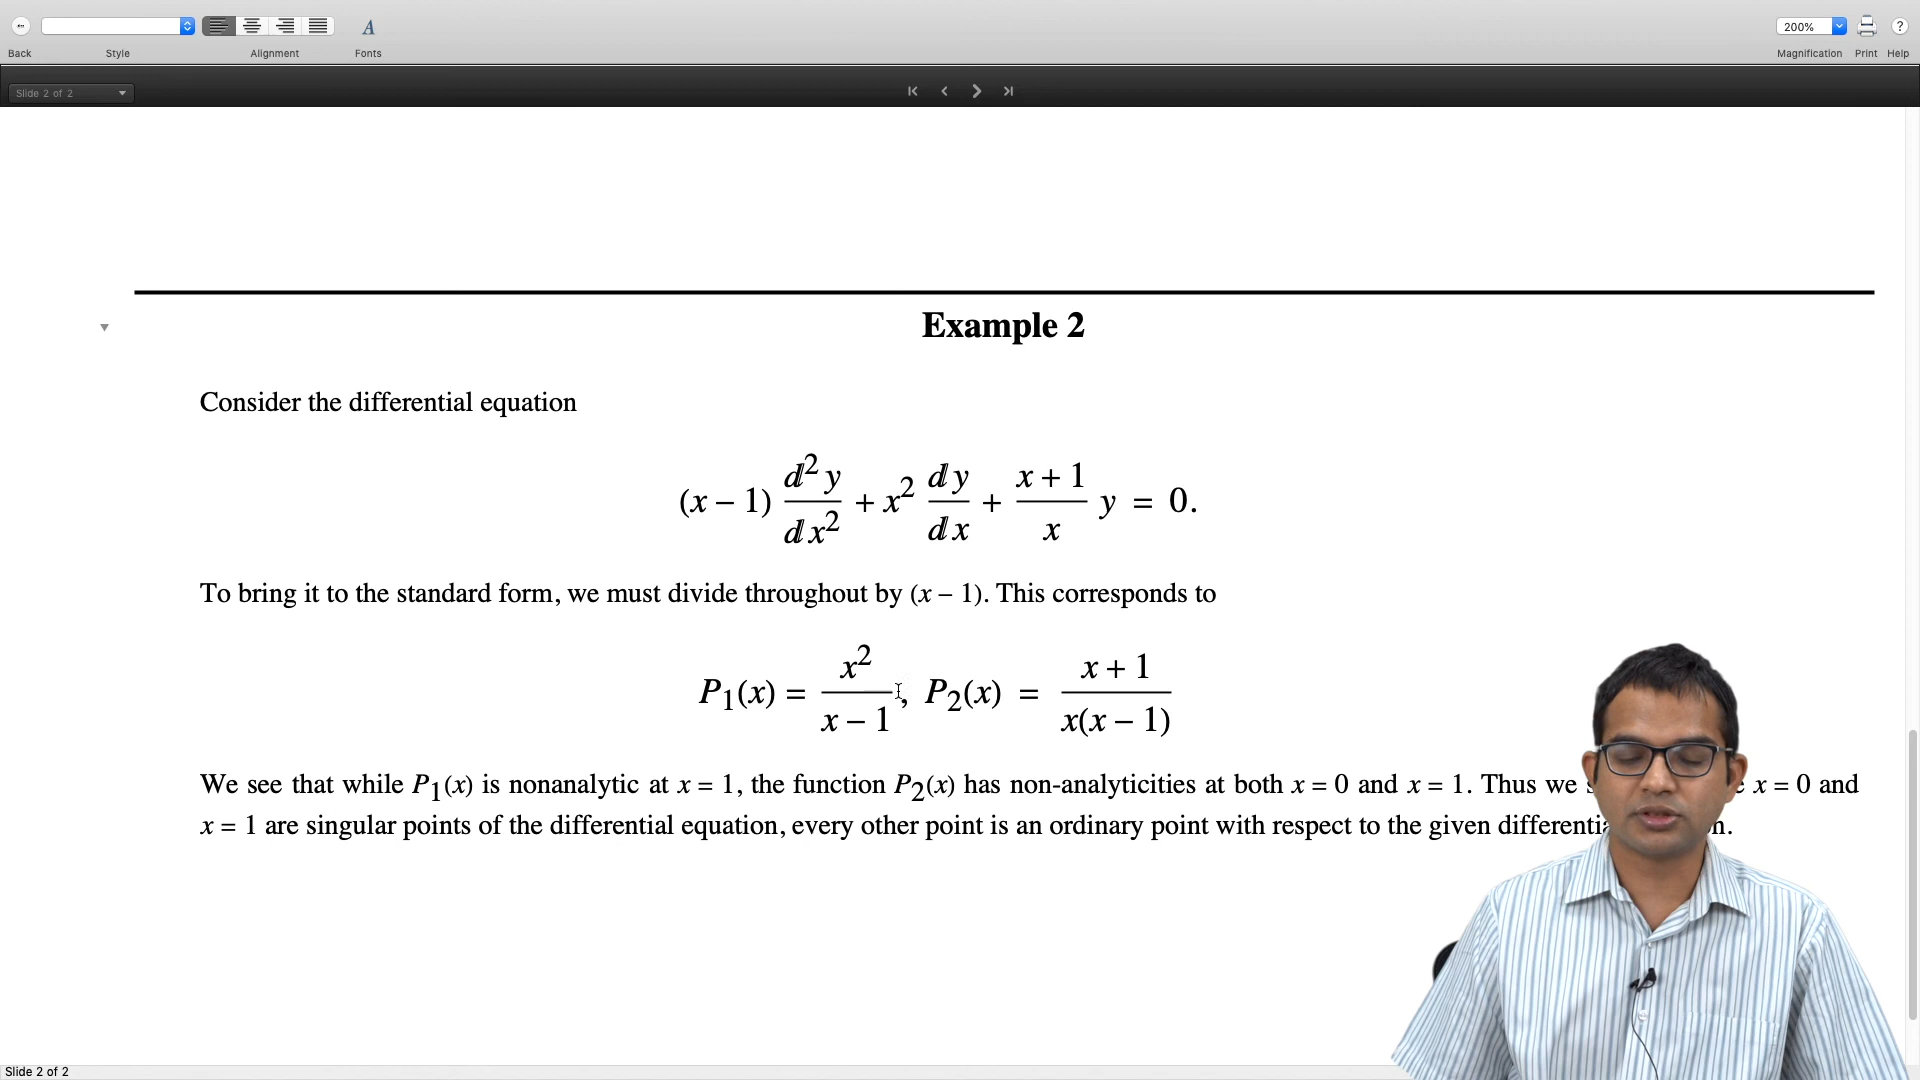 200%
Back Style Alignment Fonts Magnification Print Help
Slide 2 of 2
Example 2
Consider the differential equation
(x − 1) d²y/dx² + x² dy/dx + (x + 1)/x y = 0.
To bring it to the standard form, we must divide throughout by (x − 1). This corresponds to
P₁(x) = x²/(x − 1), P₂(x) = (x + 1)/(x(x − 1))
We see that while P₁(x) is nonanalytic at x = 1, the function P₂(x) has non-analyticities at both x = 0 and x = 1. Thus we x = 0 and
x = 1 are singular points of the differential equation, every other point is an ordinary point with respect to the given
Slide 2 of 2